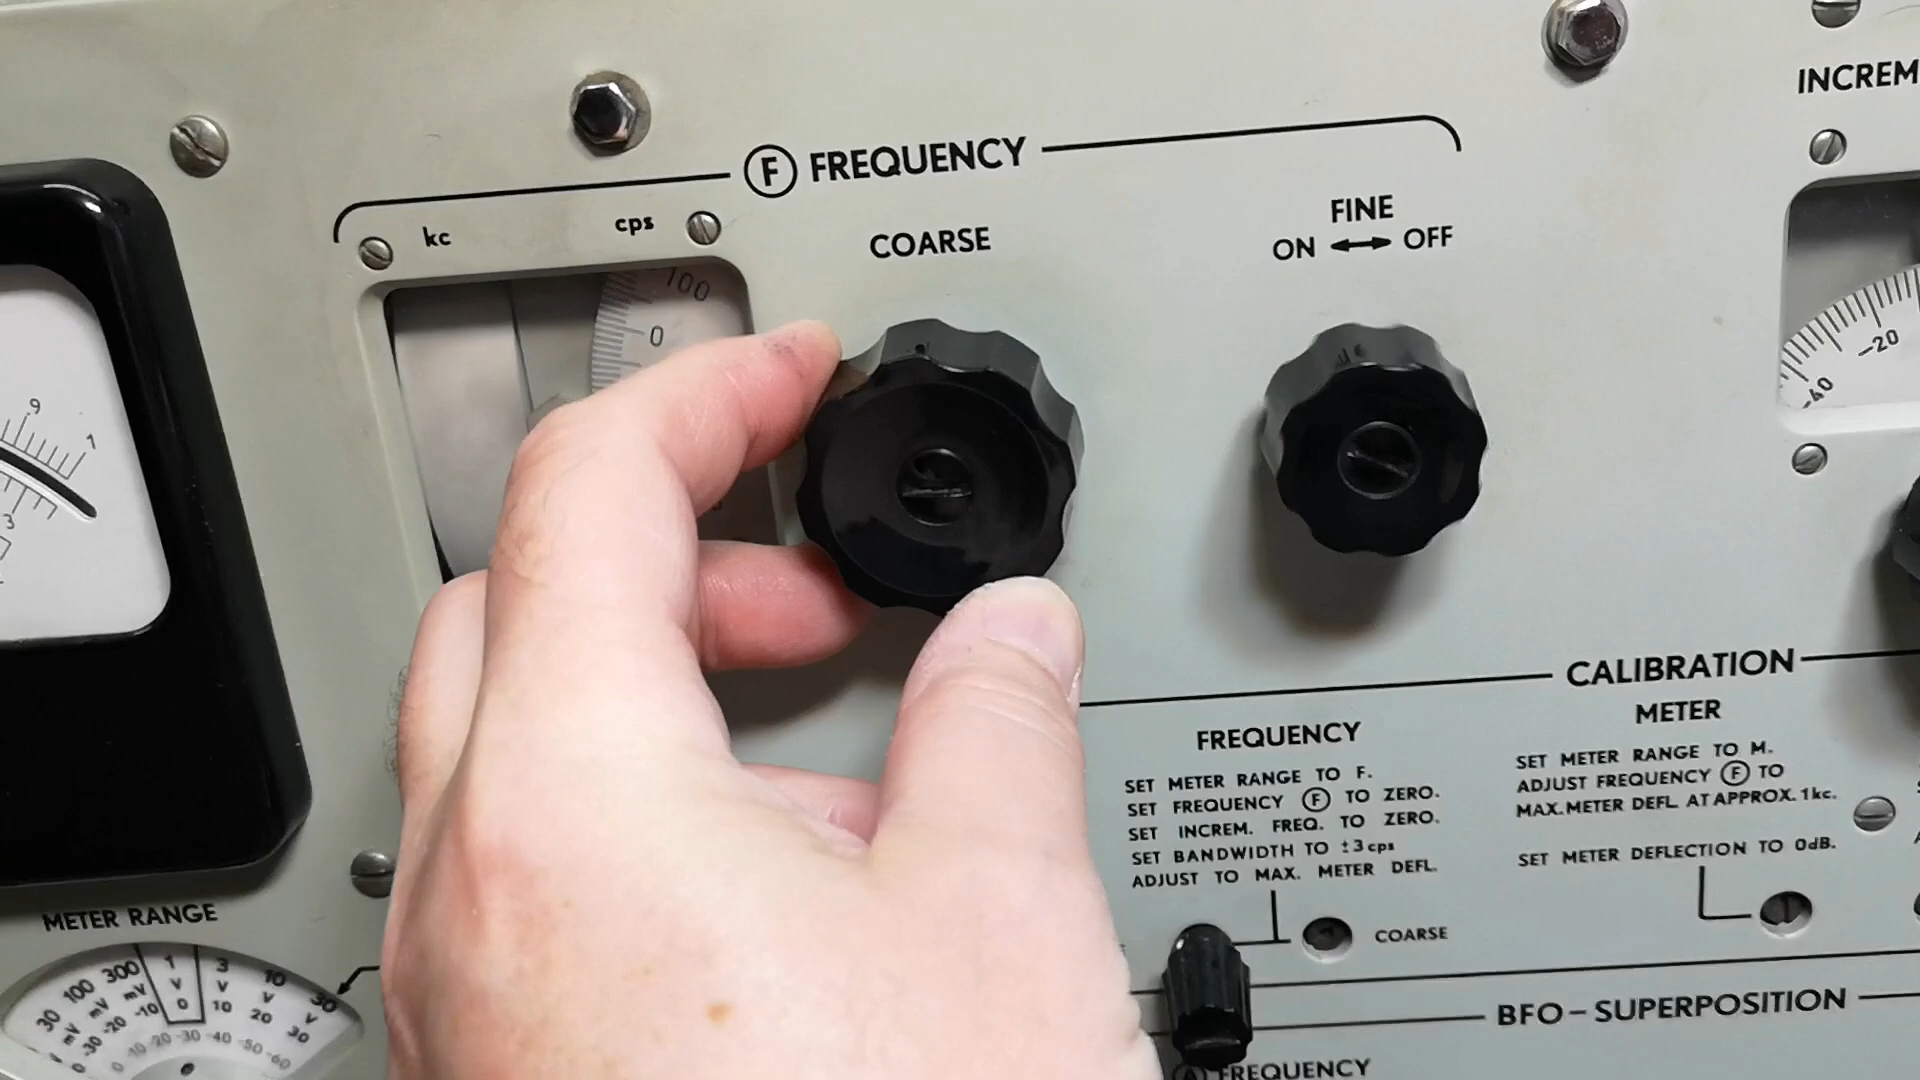 INCREM
Ⓕ FREQUENCY
kc
cps
COARSE
FINE
ON ↔ OFF
100
0
-20
-40
9
1
3
CALIBRATION
FREQUENCY
SET METER RANGE TO F.
SET FREQUENCY Ⓕ TO ZERO.
SET INCREM. FREQ. TO ZERO.
SET BANDWIDTH TO ±3cps
ADJUST TO MAX. METER DEFL.
COARSE
METER
SET METER RANGE TO M.
ADJUST FREQUENCY Ⓕ TO
MAX. METER DEFL. AT APPROX. 1kc.
SET METER DEFLECTION TO 0dB.
METER RANGE
30 100 300 1 3 10 30
mV mV mV V V V V
-30 -20 -10 0 10 20 30
0 -10 -20 -30 -40 -50 -60
BFO-SUPERPOSITION
Ⓐ FREQUENCY